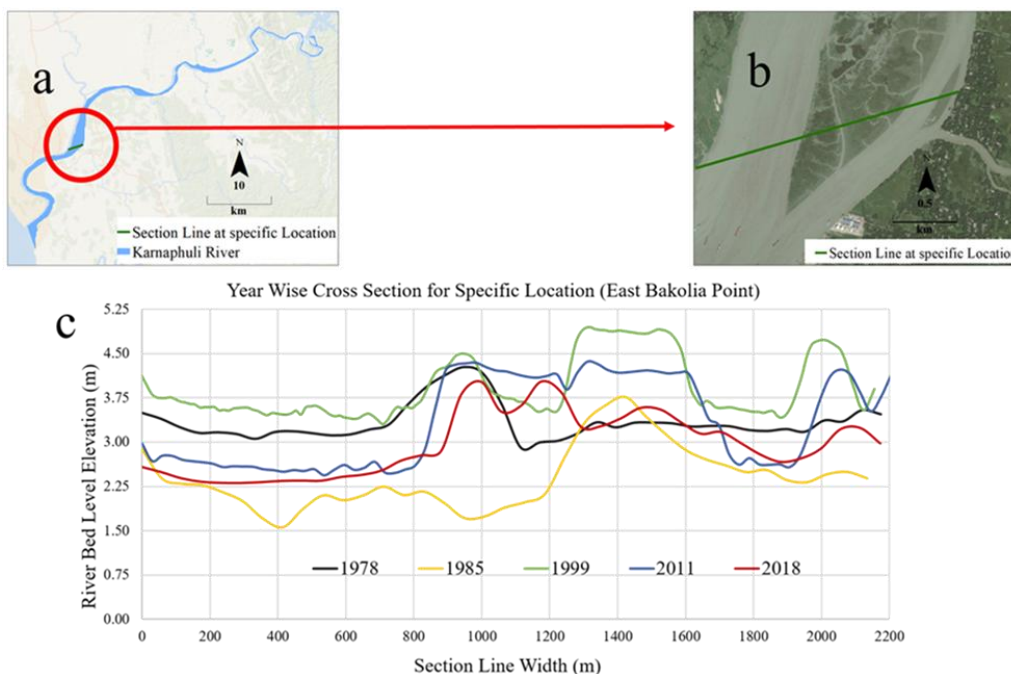 a
N
10
km
Section Line at specific Location
Karnaphuli River
b
N
0.5
km
Section Line at specific Location
Year Wise Cross Section for Specific Location (East Bakolia Point)
c
River Bed Level Elevation (m)
5.25
4.50
3.75
3.00
2.25
1.50
0.75
0.00
1978 1985 1999 2011 2018
0 200 400 600 800 1000 1200 1400 1600 1800 2000 2200
Section Line Width (m)